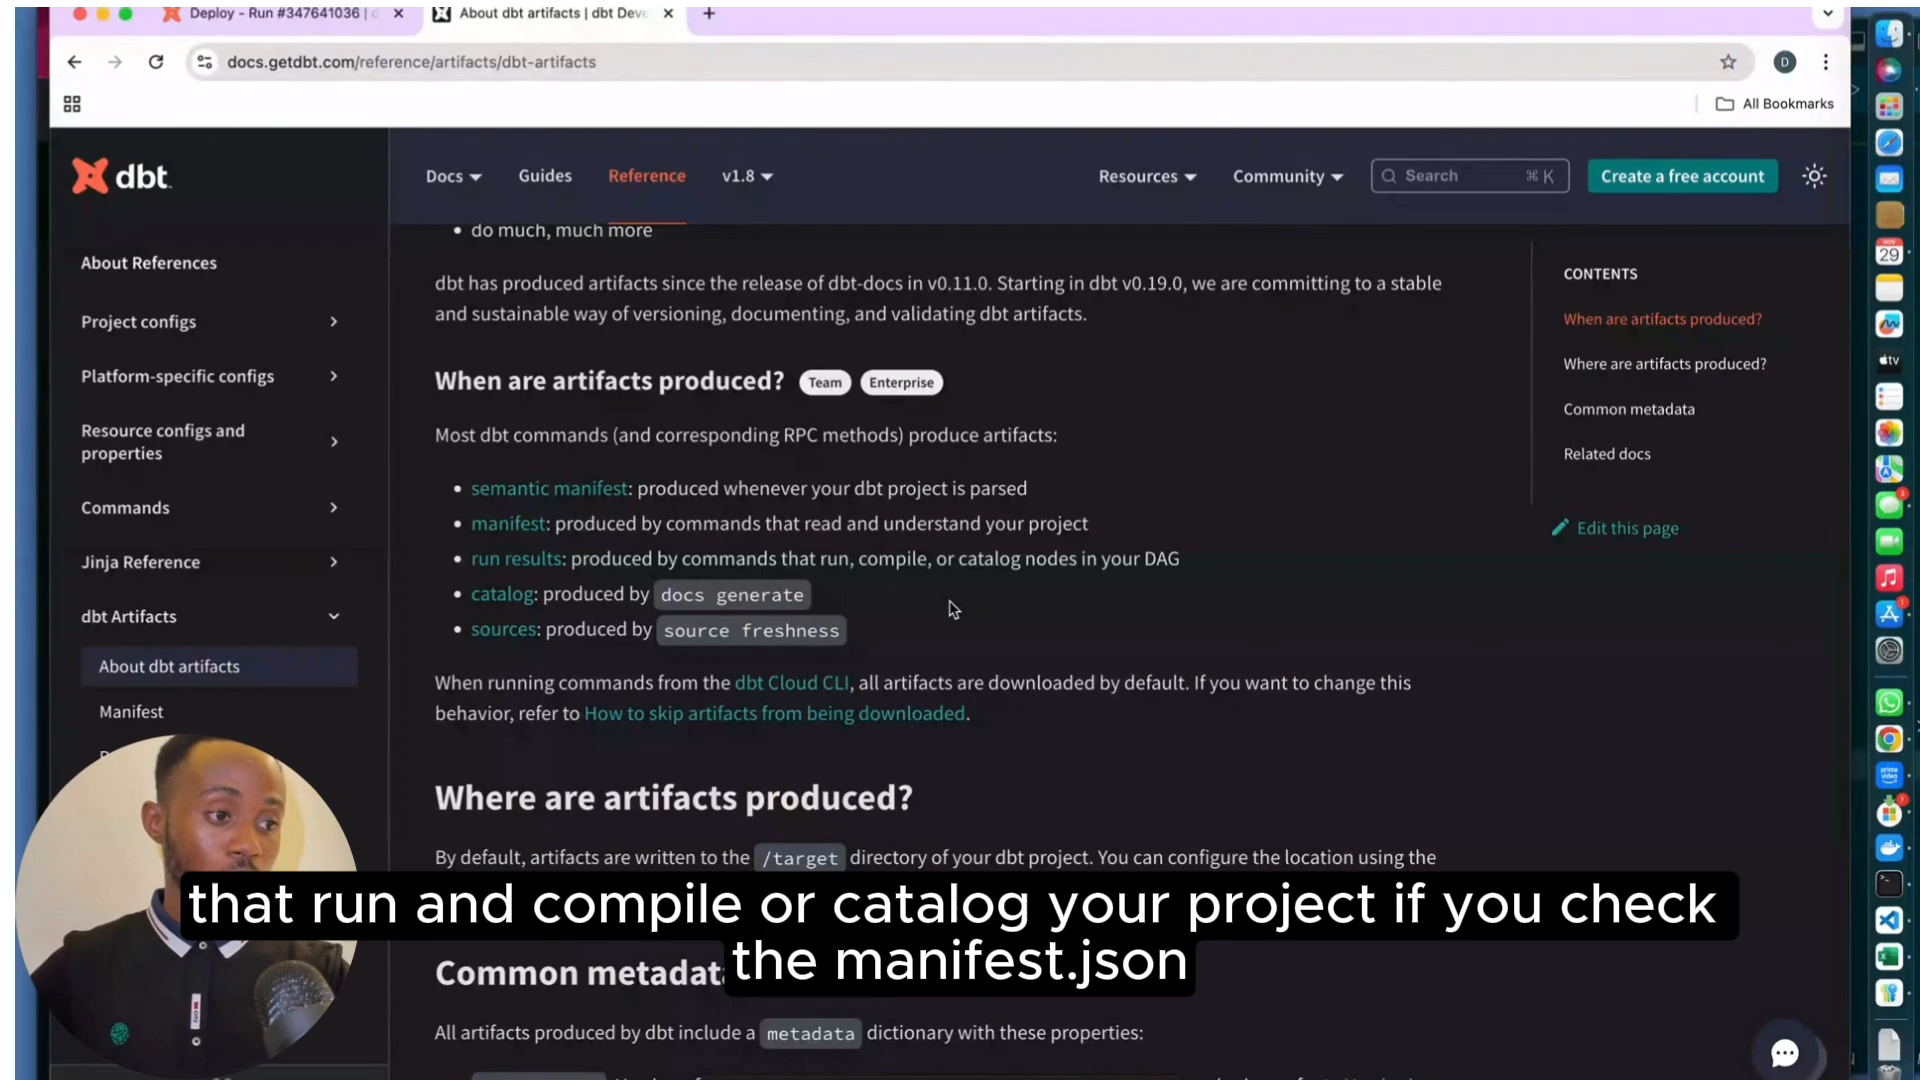 Deploy - Run #347641036 | d
About dbt artifacts | dbt Deve
docs.getdbt.com/reference/artifacts/dbt-artifacts
D
All Bookmarks
dbt
Docs
Guides
Reference
v1.8
Resources
Community
Search
⌘ K
Create a free account
NOV
29
tv
3
1
prime video
1
About References
Project configs
Platform-specific configs
Resource configs and
properties
Commands
Jinja Reference
dbt Artifacts
About dbt artifacts
Manifest
• do much, much more
dbt has produced artifacts since the release of dbt-docs in v0.11.0. Starting in dbt v0.19.0, we are committing to a stable
and sustainable way of versioning, documenting, and validating dbt artifacts.
When are artifacts produced? Team Enterprise
Most dbt commands (and corresponding RPC methods) produce artifacts:
• semantic manifest: produced whenever your dbt project is parsed
• manifest: produced by commands that read and understand your project
• run results: produced by commands that run, compile, or catalog nodes in your DAG
• catalog: produced by docs generate
• sources: produced by source freshness
When running commands from the dbt Cloud CLI, all artifacts are downloaded by default. If you want to change this
behavior, refer to How to skip artifacts from being downloaded.
Where are artifacts produced?
By default, artifacts are written to the /target directory of your dbt project. You can configure the location using the
that run and compile or catalog your project if you check
the manifest.json
Common metadata
All artifacts produced by dbt include a metadata dictionary with these properties:
CONTENTS
When are artifacts produced?
Where are artifacts produced?
Common metadata
Related docs
Edit this page